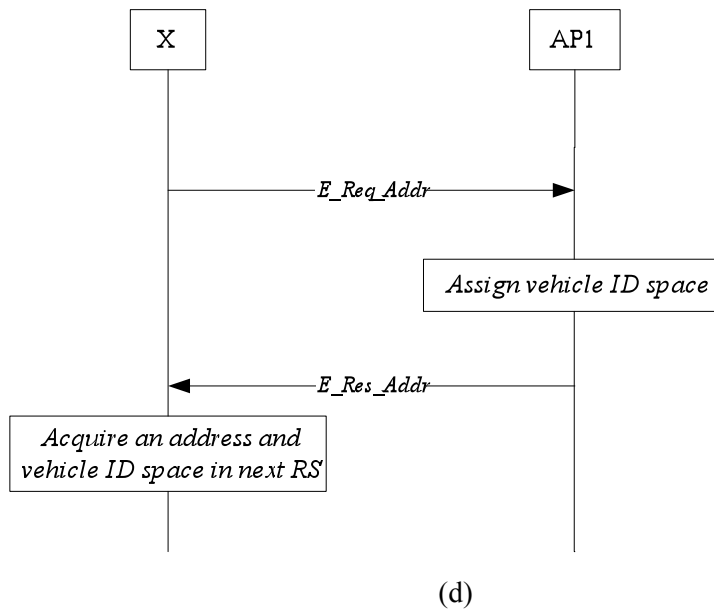 X
AP1
E_Req_Addr
Assign vehicle ID space
E_Res_Addr
Acquire an address and
vehicle ID space in next RS
(d)